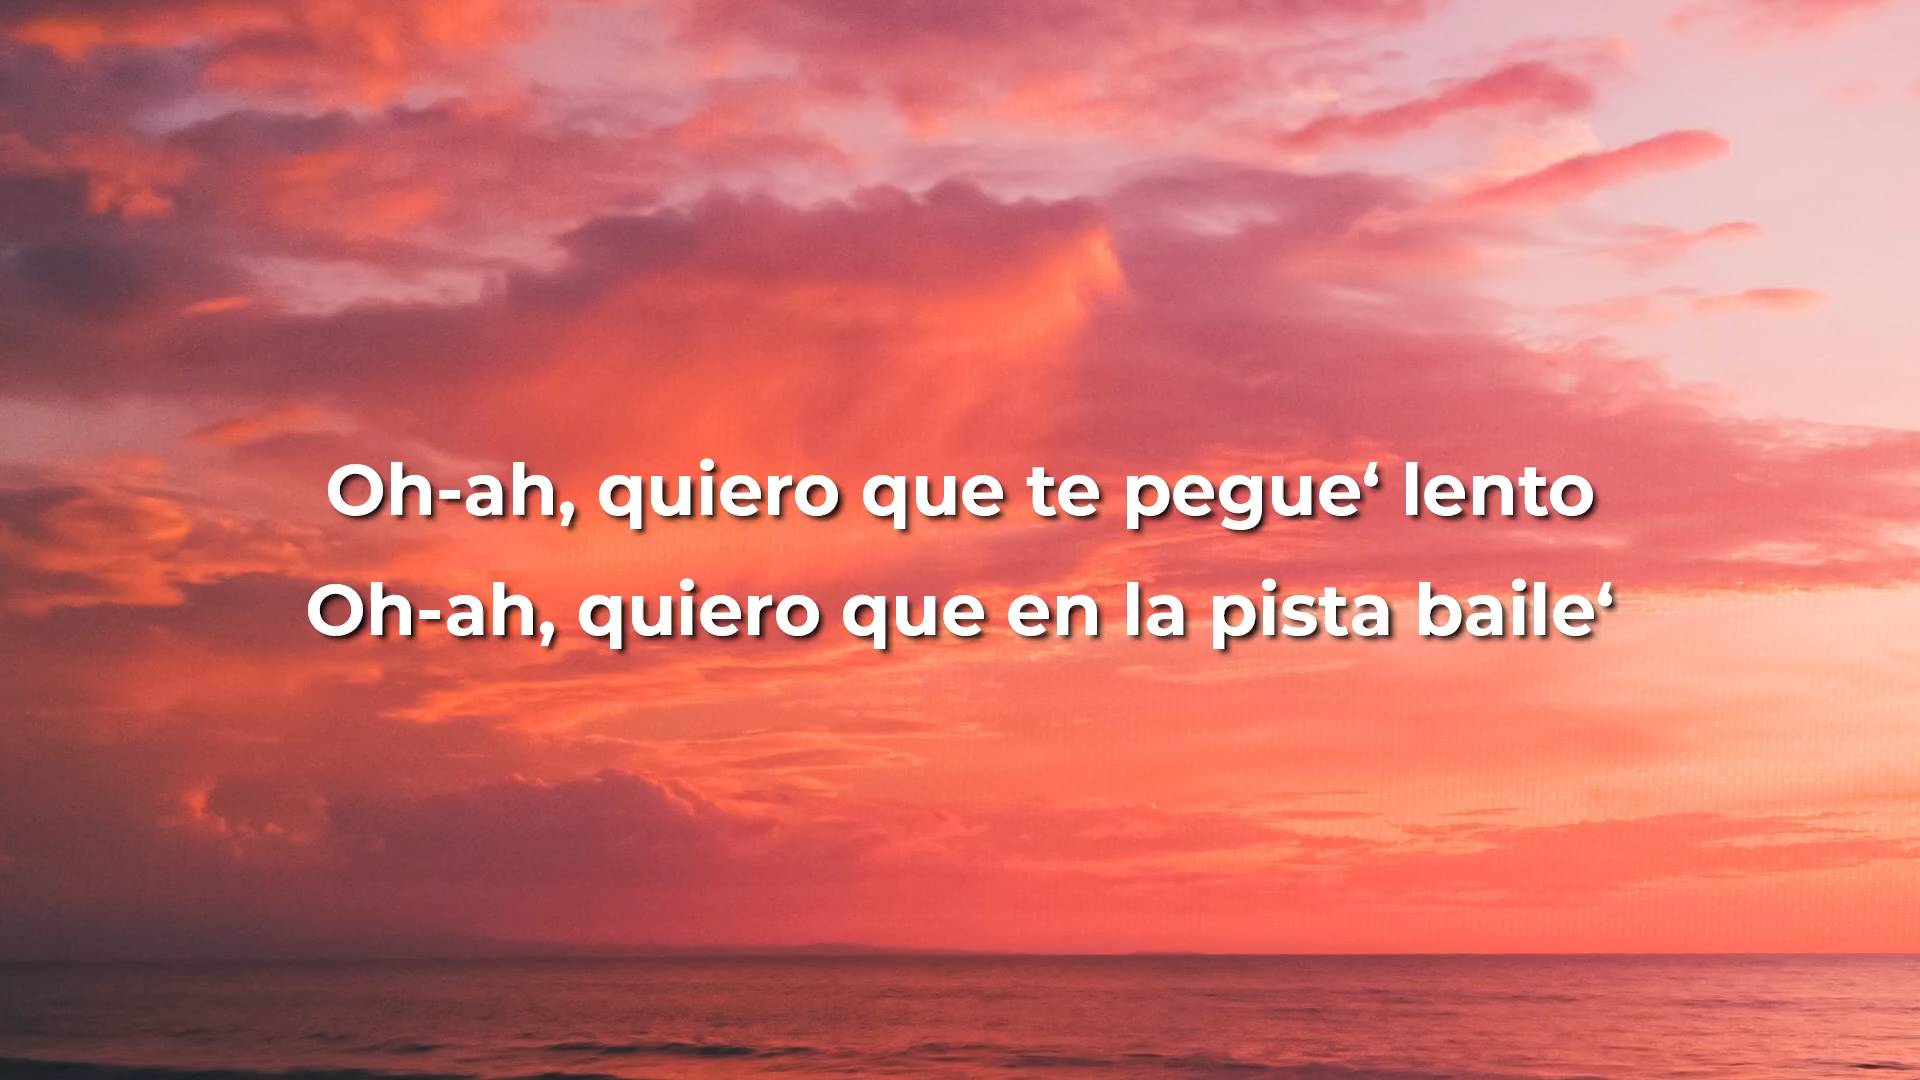 Oh-ah, quiero que te pegue‘ lento
Oh-ah, quiero que en la pista baile‘